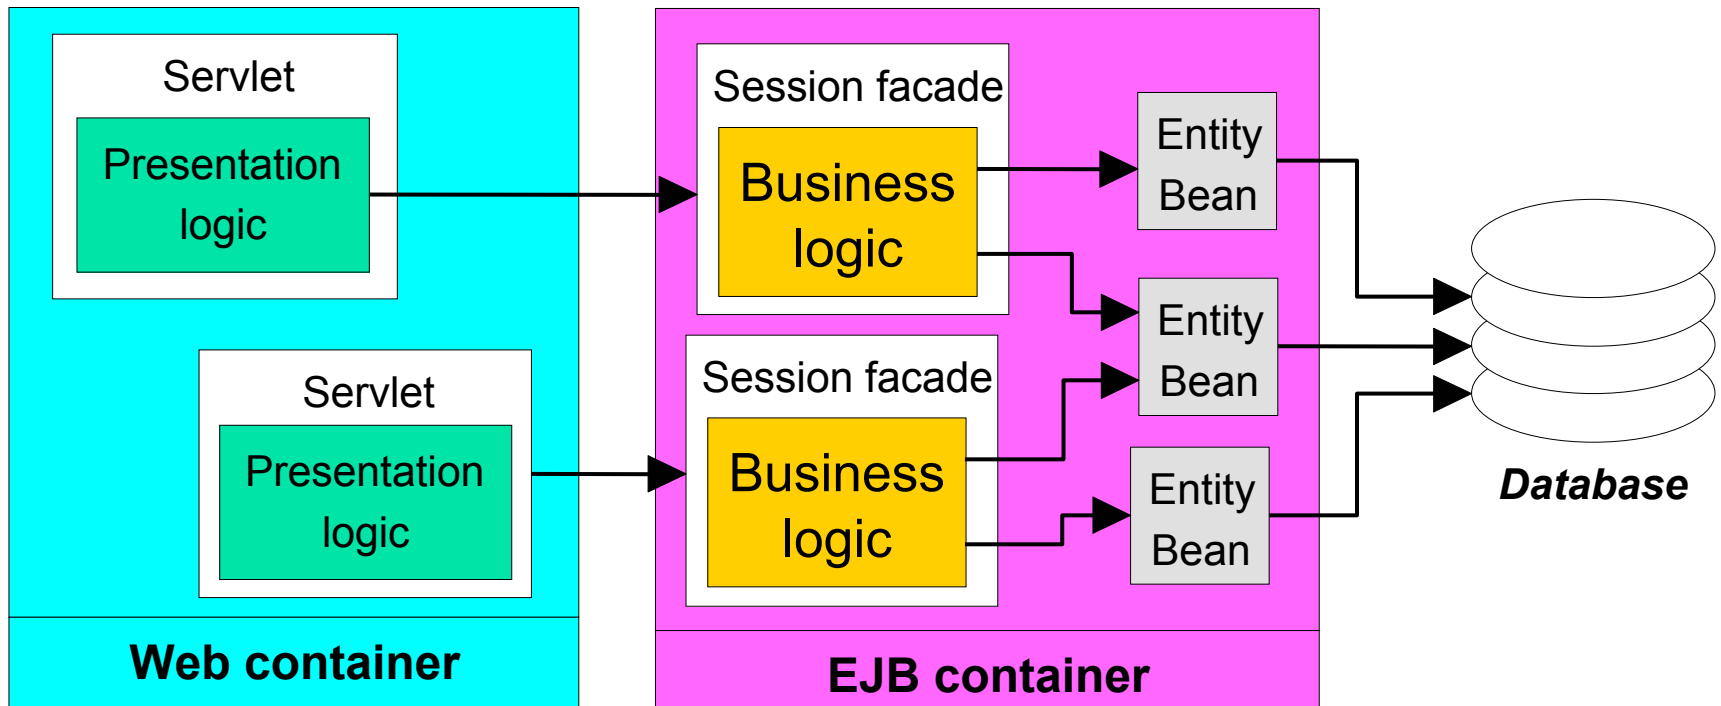 Servlet
Presentation
logic
Servlet
Presentation
logic
Web container
Session facade
Business
logic
Session facade
Business
logic
Entity
Bean
Entity
Bean
Entity
Bean
EJB container
Database